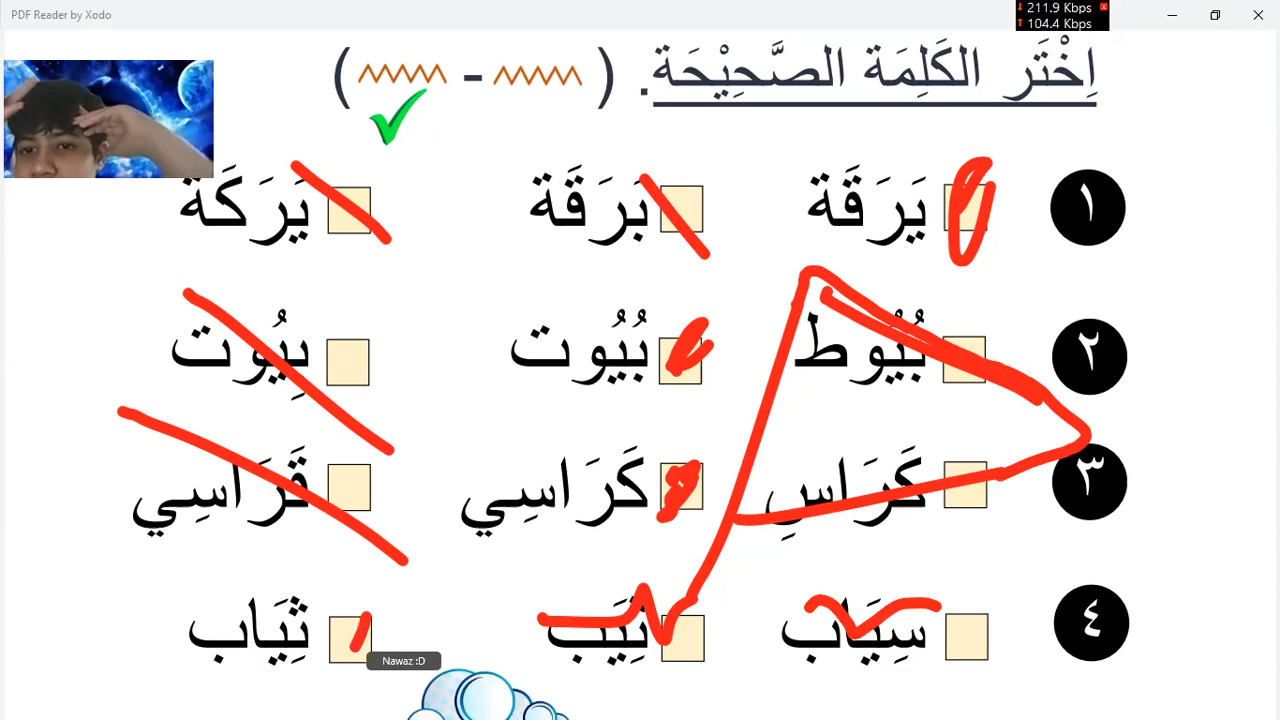 PDF Reader by Xodo
211.9 Kbps
104.4 Kbps
اِخْتَر الكَلِمَة الصَّحِيْحَة. ( - )
١ يَرَقَة بَرَقَة يَرَكَة
٢ بُيُوط بُيُوت بِيُوت
٣ كَرَاسِ كَرَاسِي قَرَاسِي
٤ سِيَاب ثِيَب ثِيَاب
Nawaz :D